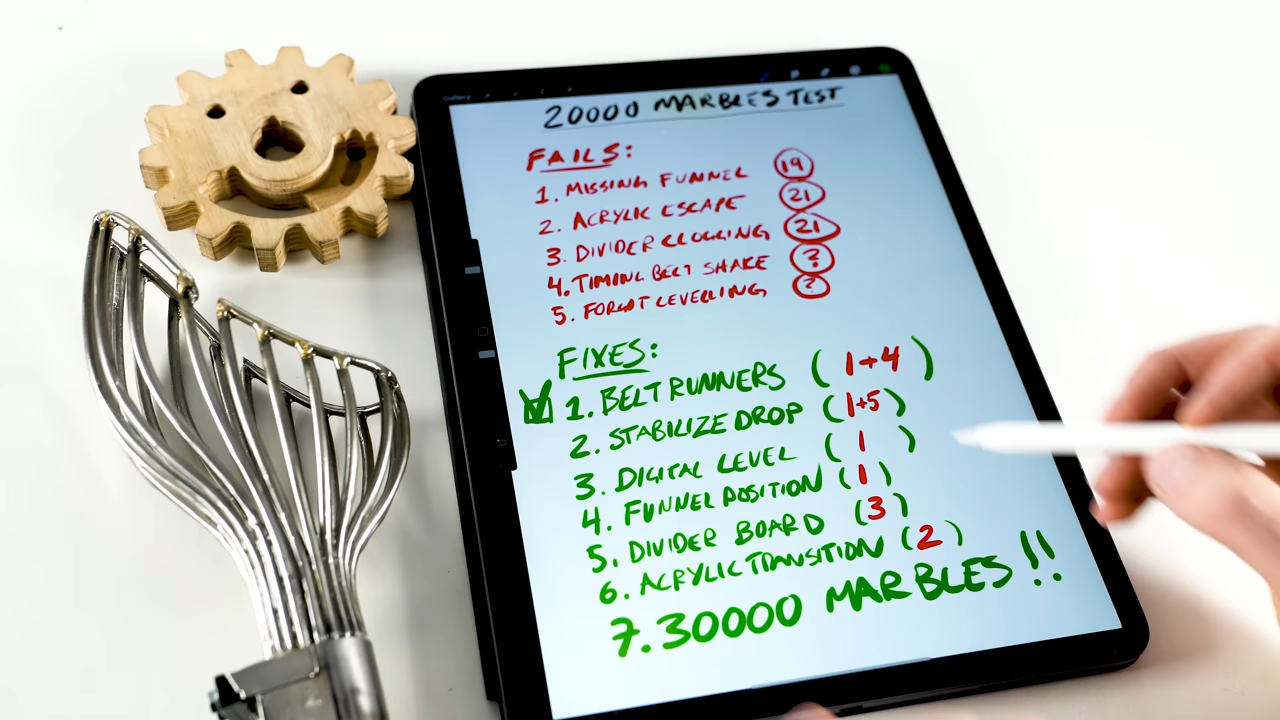 Gallery
20000 MARBLES TEST
FAILS:
1. MISSING FUNNEL 19
2. ACRYLIC ESCAPE 21
3. DIVIDER CLOGGING 21
4. TIMING BELT SHAKE ?
5. FORGOT LEVELLING ?
FIXES:
1. BELT RUNNERS (1+4)
2. STABILIZE DROP (1+5)
3. DIGITAL LEVEL (1)
4. FUNNEL POSITION (1)
5. DIVIDER BOARD (3)
6. ACRYLIC TRANSITION (2)
7. 30000 MARBLES!!